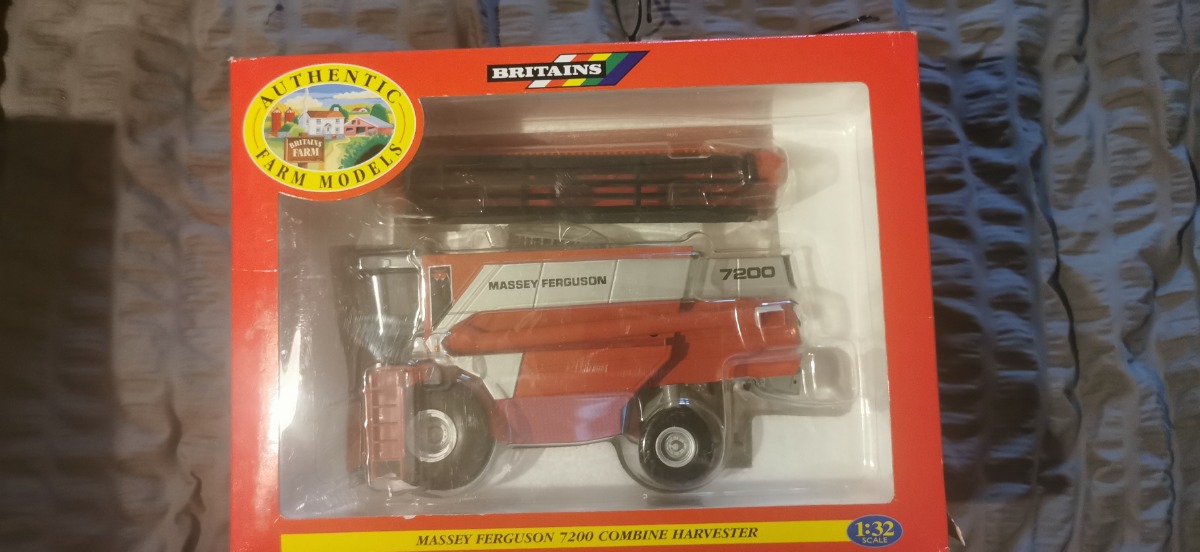 BRITAINS
AUTHENTIC
FARM MODELS
BRITAINS
FARM
MASSEY FERGUSON
7200
MASSEY FERGUSON 7200 COMBINE HARVESTER
1:32
SCALE